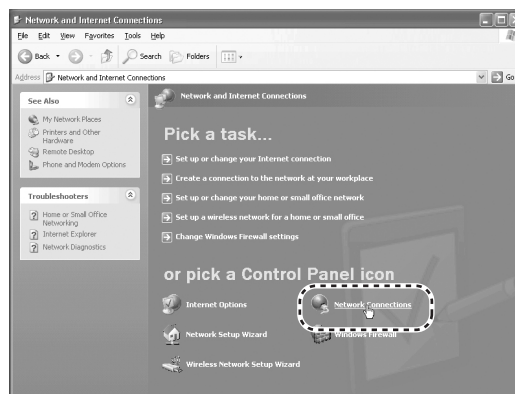 Network and Internet Connections
File Edit View Favorites Tools Help
Back Search Folders
Address Network and Internet Connections Go
See Also
My Network Places
Printers and Other
Hardware
Remote Desktop
Phone and Modem Options
Troubleshooters
Home or Small Office
Networking
Internet Explorer
Network Diagnostics
Network and Internet Connections
Pick a task...
Set up or change your Internet connection
Create a connection to the network at your workplace
Set up or change your home or small office network
Set up a wireless network for a home or small office
Change Windows Firewall settings
or pick a Control Panel icon
Internet Options Network Connections
Network Setup Wizard Windows Firewall
Wireless Network Setup Wizard